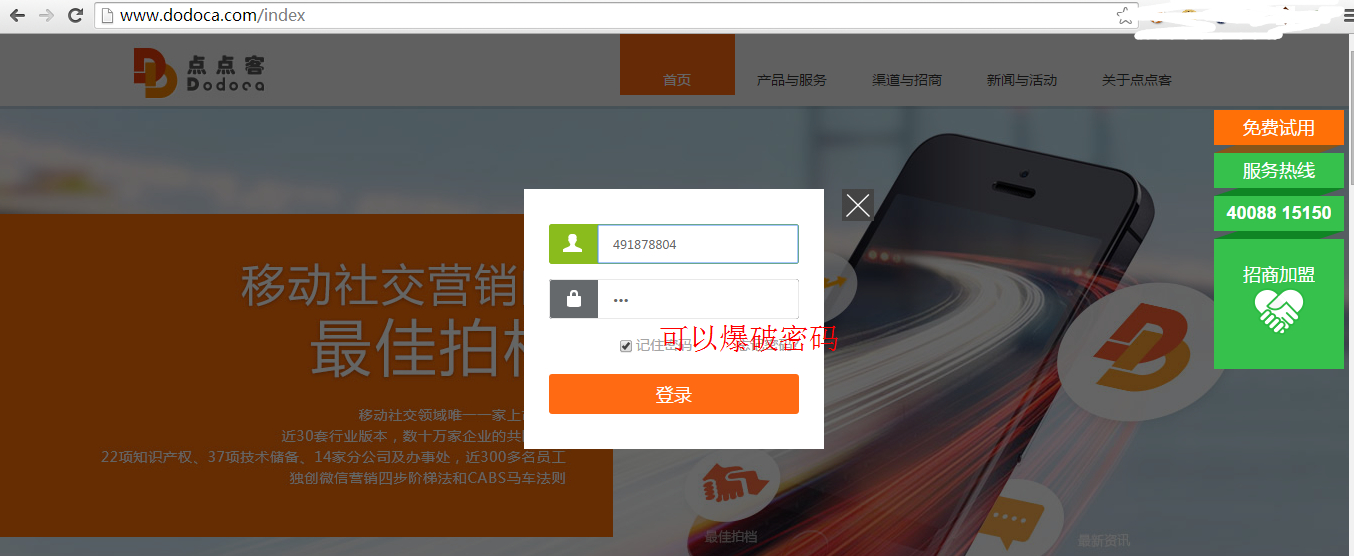 www.dodoca.com/index
点点客
Dodoca
首页
产品与服务
渠道与招商
新闻与活动
关于点点客
免费试用
服务热线
40088 15150
招商加盟
491878804
•••
记住密码
可以爆破密码
登录
移动社交营销
最佳拍档
移动社交领域唯一一家上
近30套行业版本，数十万家企业的共
22项知识产权、37项技术储备、14家分公司及办事处，近300多名员工
独创微信营销四步阶梯法和CABS马车法则
最佳拍档
最新资讯